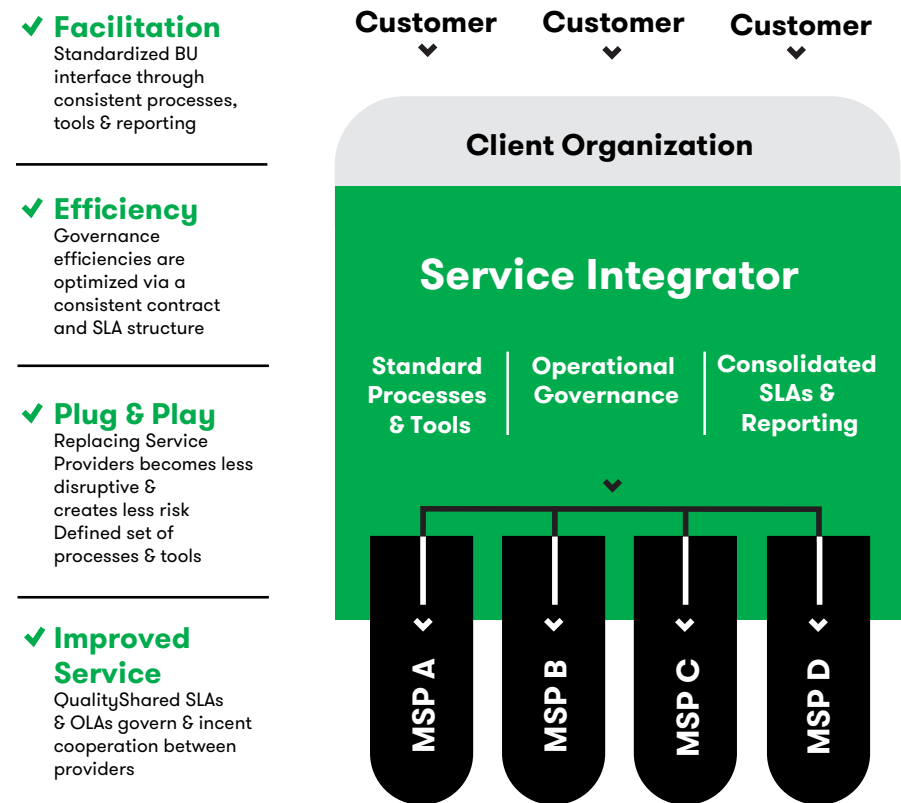 Facilitation
Standardized BU
interface through
consistent processes,
tools & reporting
Efficiency
Governance
efficiencies are
optimized via a
consistent contract
and SLA structure
Plug & Play
Replacing Service
Providers becomes less
disruptive &
creates less risk
Defined set of
processes & tools
Improved
Service
QualityShared SLAs
& OLAs govern & incent
cooperation between
providers
Customer
Customer
Customer
Client Organization
Service Integrator
Standard
Processes
& Tools
Operational
Governance
Consolidated
SLAs &
Reporting
MSP A
MSP B
MSP C
MSP D